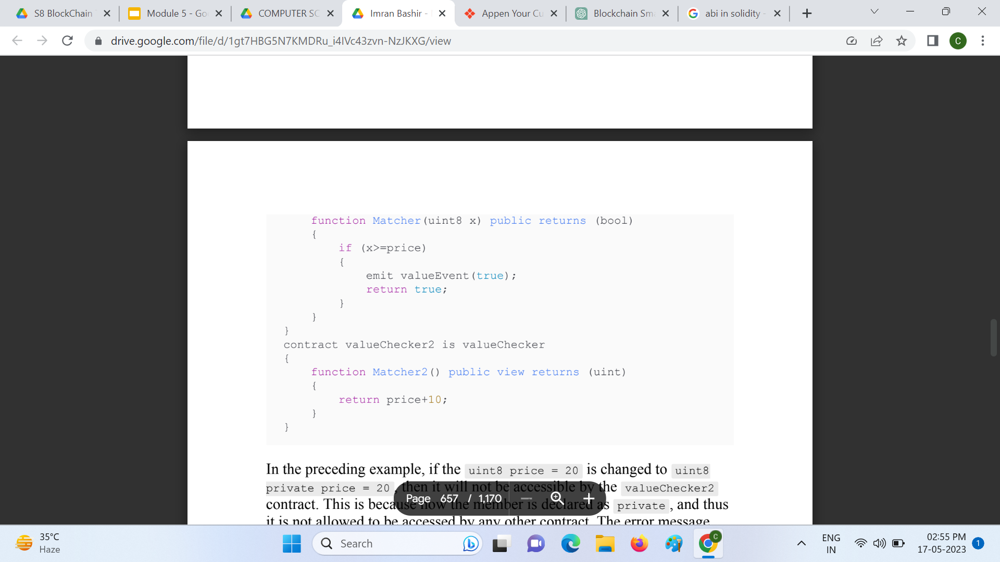 S8 BlockChain
Module 5 - Go
COMPUTER SC
Imran Bashir -
Appen Your Cu
Blockchain Sma
abi in solidity -
drive.google.com/file/d/1gt7HBG5N7KMDRu_i4IVc43zvn-NzJKXG/view
C
function Matcher(uint8 x) public returns (bool)
{
if (x>=price)
{
emit valueEvent(true);
return true;
}
}
}
contract valueChecker2 is valueChecker
{
function Matcher2() public view returns (uint)
{
return price+10;
}
}
In the preceding example, if the uint8 price = 20 is changed to uint8
private price = 20 , then it will not be accessible by the valueChecker2
Page 657 / 1,170
contract. This is because now the member is declared as private , and thus
it is not allowed to be accessed by any other contract. The error message
35°C
Haze
Search
C
ENG
IN
02:55 PM
17-05-2023
1